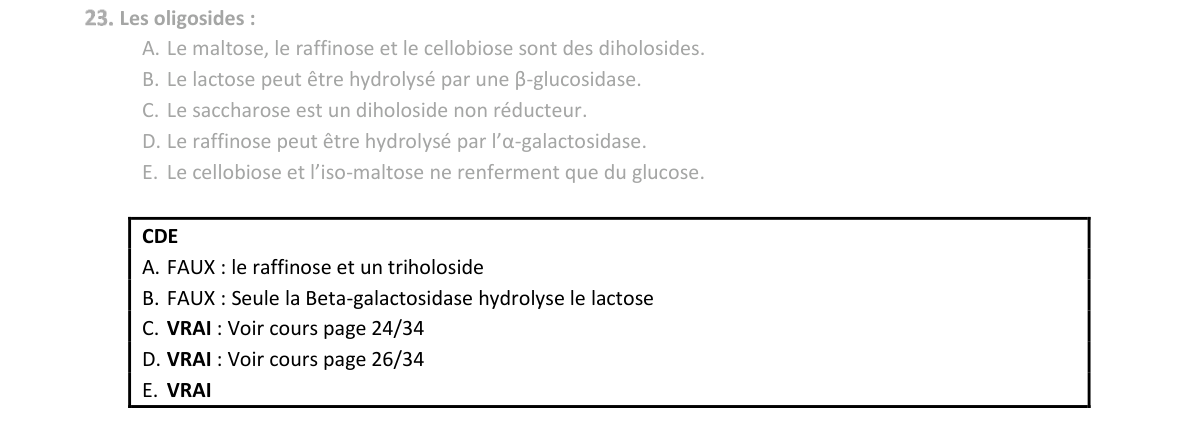 23. Les oligosides :
A. Le maltose, le raffinose et le cellobiose sont des diholosides.
B. Le lactose peut être hydrolysé par une β-glucosidase.
C. Le saccharose est un diholoside non réducteur.
D. Le raffinose peut être hydrolysé par l’α-galactosidase.
E. Le cellobiose et l’iso-maltose ne renferment que du glucose.
CDE
A. FAUX : le raffinose et un triholoside
B. FAUX : Seule la Beta-galactosidase hydrolyse le lactose
C. VRAI : Voir cours page 24/34
D. VRAI : Voir cours page 26/34
E. VRAI